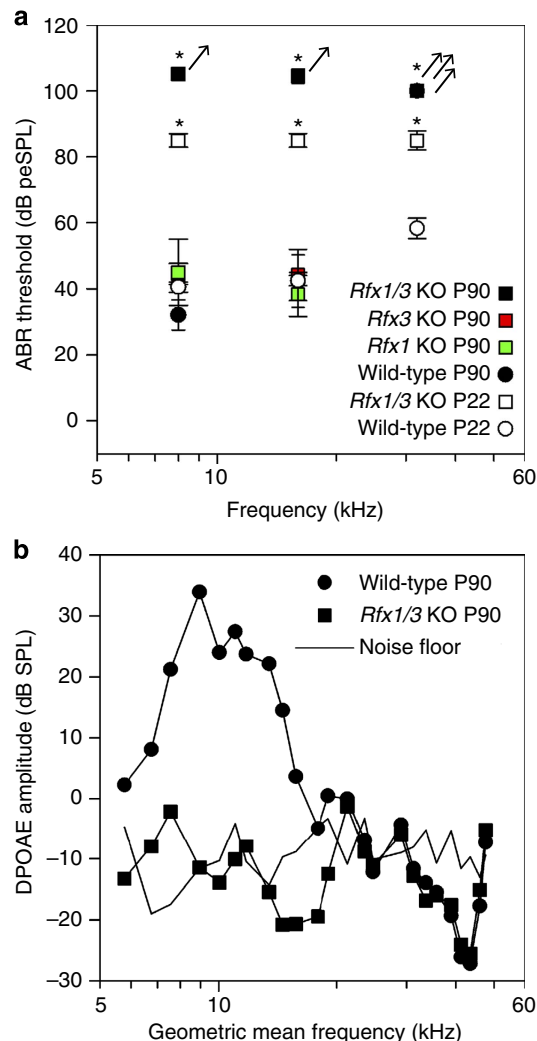 a
120
100
80
60
40
20
0
ABR threshold (dB peSPL)
* * *
* * *
Rfx1/3 KO P90
Rfx3 KO P90
Rfx1 KO P90
Wild-type P90
Rfx1/3 KO P22
Wild-type P22
5 10 60
Frequency (kHz)
b
40
30
20
10
0
–10
–20
–30
DPOAE amplitude (dB SPL)
Wild-type P90
Rfx1/3 KO P90
Noise floor
5 10 60
Geometric mean frequency (kHz)